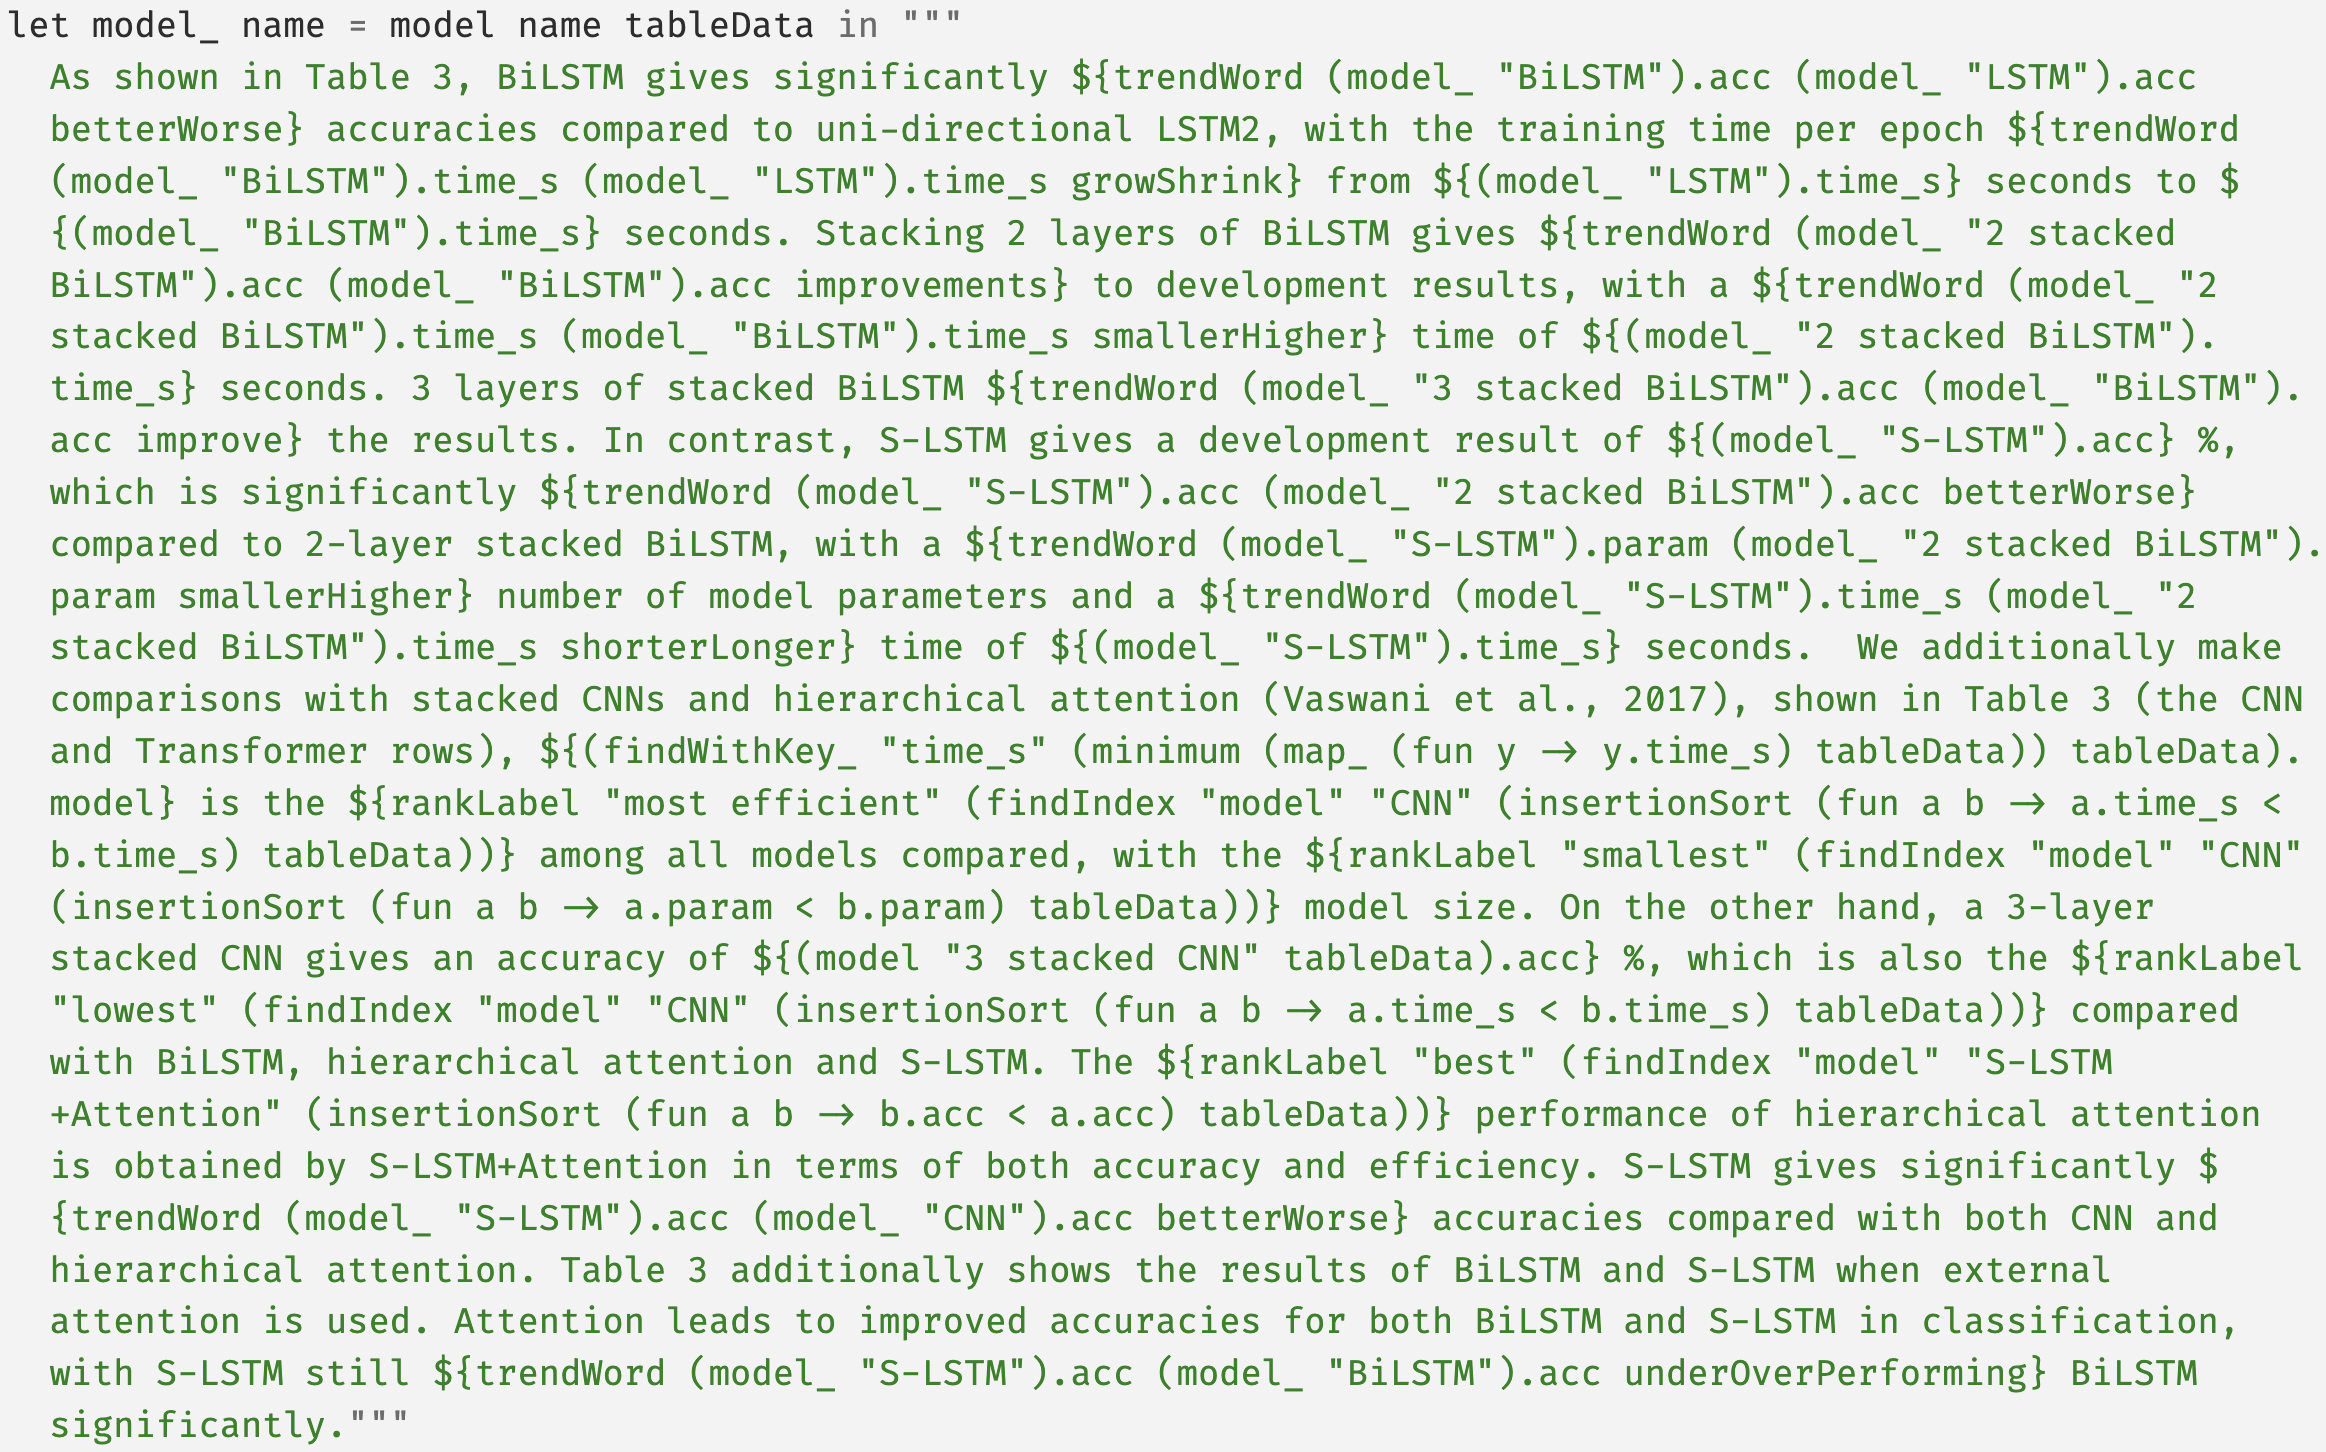 let model_ name = model name tableData in """
As shown in Table 3, BiLSTM gives significantly ${trendWord (model_ "BiLSTM").acc (model_ "LSTM").acc
betterWorse} accuracies compared to uni-directional LSTM2, with the training time per epoch ${trendWord
(model_ "BiLSTM").time_s (model_ "LSTM").time_s growShrink} from ${(model_ "LSTM").time_s} seconds to $
{(model_ "BiLSTM").time_s} seconds. Stacking 2 layers of BiLSTM gives ${trendWord (model_ "2 stacked
BiLSTM").acc (model_ "BiLSTM").acc improvements} to development results, with a ${trendWord (model_ "2
stacked BiLSTM").time_s (model_ "BiLSTM").time_s smallerHigher} time of ${(model_ "2 stacked BiLSTM").
time_s} seconds. 3 layers of stacked BiLSTM ${trendWord (model_ "3 stacked BiLSTM").acc (model_ "BiLSTM").
acc improve} the results. In contrast, S-LSTM gives a development result of ${(model_ "S-LSTM").acc} %,
which is significantly ${trendWord (model_ "S-LSTM").acc (model_ "2 stacked BiLSTM").acc betterWorse}
compared to 2-layer stacked BiLSTM, with a ${trendWord (model_ "S-LSTM").param (model_ "2 stacked BiLSTM").
param smallerHigher} number of model parameters and a ${trendWord (model_ "S-LSTM").time_s (model_ "2
stacked BiLSTM").time_s shorterLonger} time of ${(model_ "S-LSTM").time_s} seconds.  We additionally make
comparisons with stacked CNNs and hierarchical attention (Vaswani et al., 2017), shown in Table 3 (the CNN
and Transformer rows), ${(findWithKey_ "time_s" (minimum (map_ (fun y → y.time_s) tableData)) tableData).
model} is the ${rankLabel "most efficient" (findIndex "model" "CNN" (insertionSort (fun a b → a.time_s <
b.time_s) tableData))} among all models compared, with the ${rankLabel "smallest" (findIndex "model" "CNN"
(insertionSort (fun a b → a.param < b.param) tableData))} model size. On the other hand, a 3-layer
stacked CNN gives an accuracy of ${(model "3 stacked CNN" tableData).acc} %, which is also the ${rankLabel
"lowest" (findIndex "model" "CNN" (insertionSort (fun a b → a.time_s < b.time_s) tableData))} compared
with BiLSTM, hierarchical attention and S-LSTM. The ${rankLabel "best" (findIndex "model" "S-LSTM
+Attention" (insertionSort (fun a b → b.acc < a.acc) tableData))} performance of hierarchical attention
is obtained by S-LSTM+Attention in terms of both accuracy and efficiency. S-LSTM gives significantly $
{trendWord (model_ "S-LSTM").acc (model_ "CNN").acc betterWorse} accuracies compared with both CNN and
hierarchical attention. Table 3 additionally shows the results of BiLSTM and S-LSTM when external
attention is used. Attention leads to improved accuracies for both BiLSTM and S-LSTM in classification,
with S-LSTM still ${trendWord (model_ "S-LSTM").acc (model_ "BiLSTM").acc underOverPerforming} BiLSTM
significantly."""